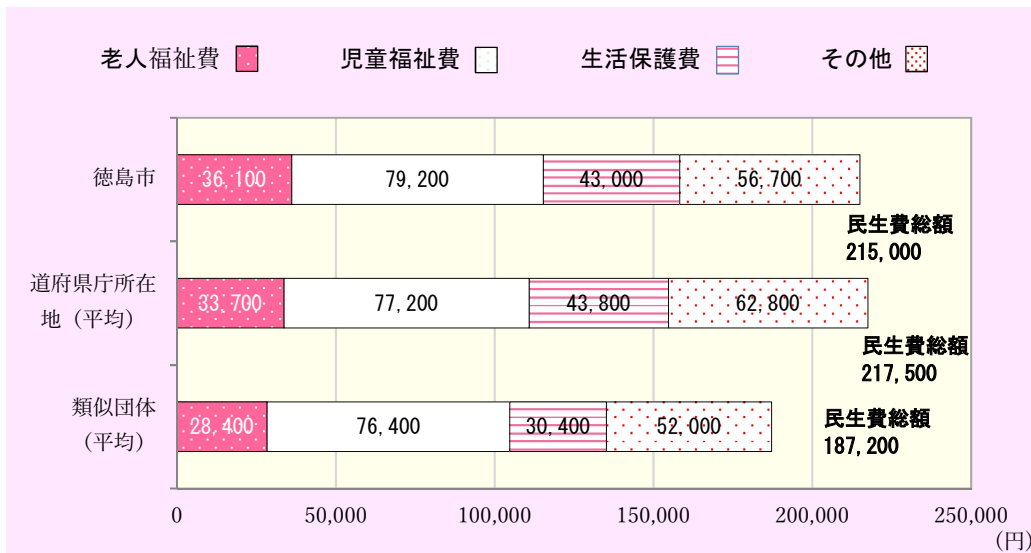 老人福祉費 児童福祉費 生活保護費 その他
徳島市
36,100 79,200 43,000 56,700
民生費総額
215,000
道府県庁所在
地（平均）
33,700 77,200 43,800 62,800
民生費総額
217,500
類似団体
（平均）
28,400 76,400 30,400 52,000
民生費総額
187,200
0 50,000 100,000 150,000 200,000 250,000
(円)